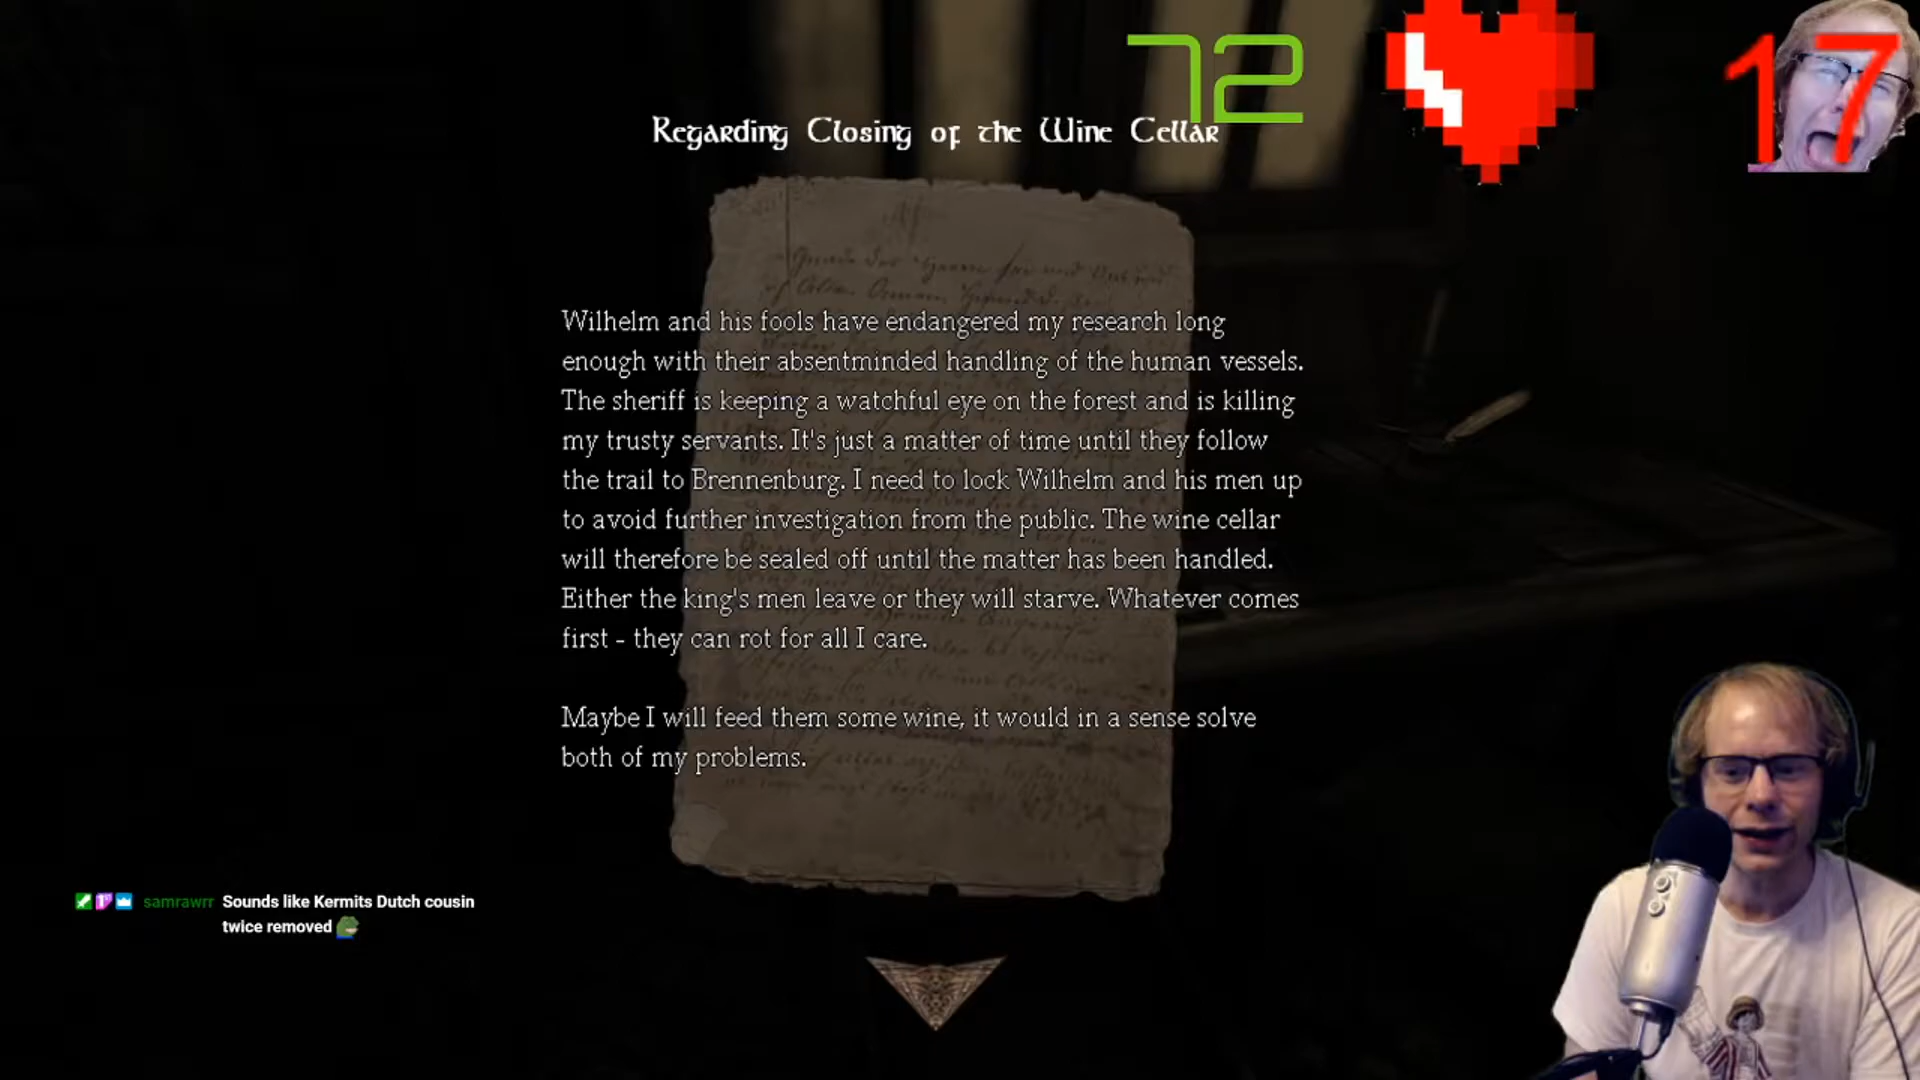 72
17
Regarding Closing of the Wine Cellar
Wilhelm and his fools have endangered my research long
enough with their absentminded handling of the human vessels.
The sheriff is keeping a watchful eye on the forest and is killing
my trusty servants. It's just a matter of time until they follow
the trail to Brennenburg. I need to lock Wilhelm and his men up
to avoid further investigation from the public. The wine cellar
will therefore be sealed off until the matter has been handled.
Either the king's men leave or they will starve. Whatever comes
first - they can rot for all I care.
Maybe I will feed them some wine, it would in a sense solve
both of my problems.
samrawrr Sounds like Kermits Dutch cousin
twice removed